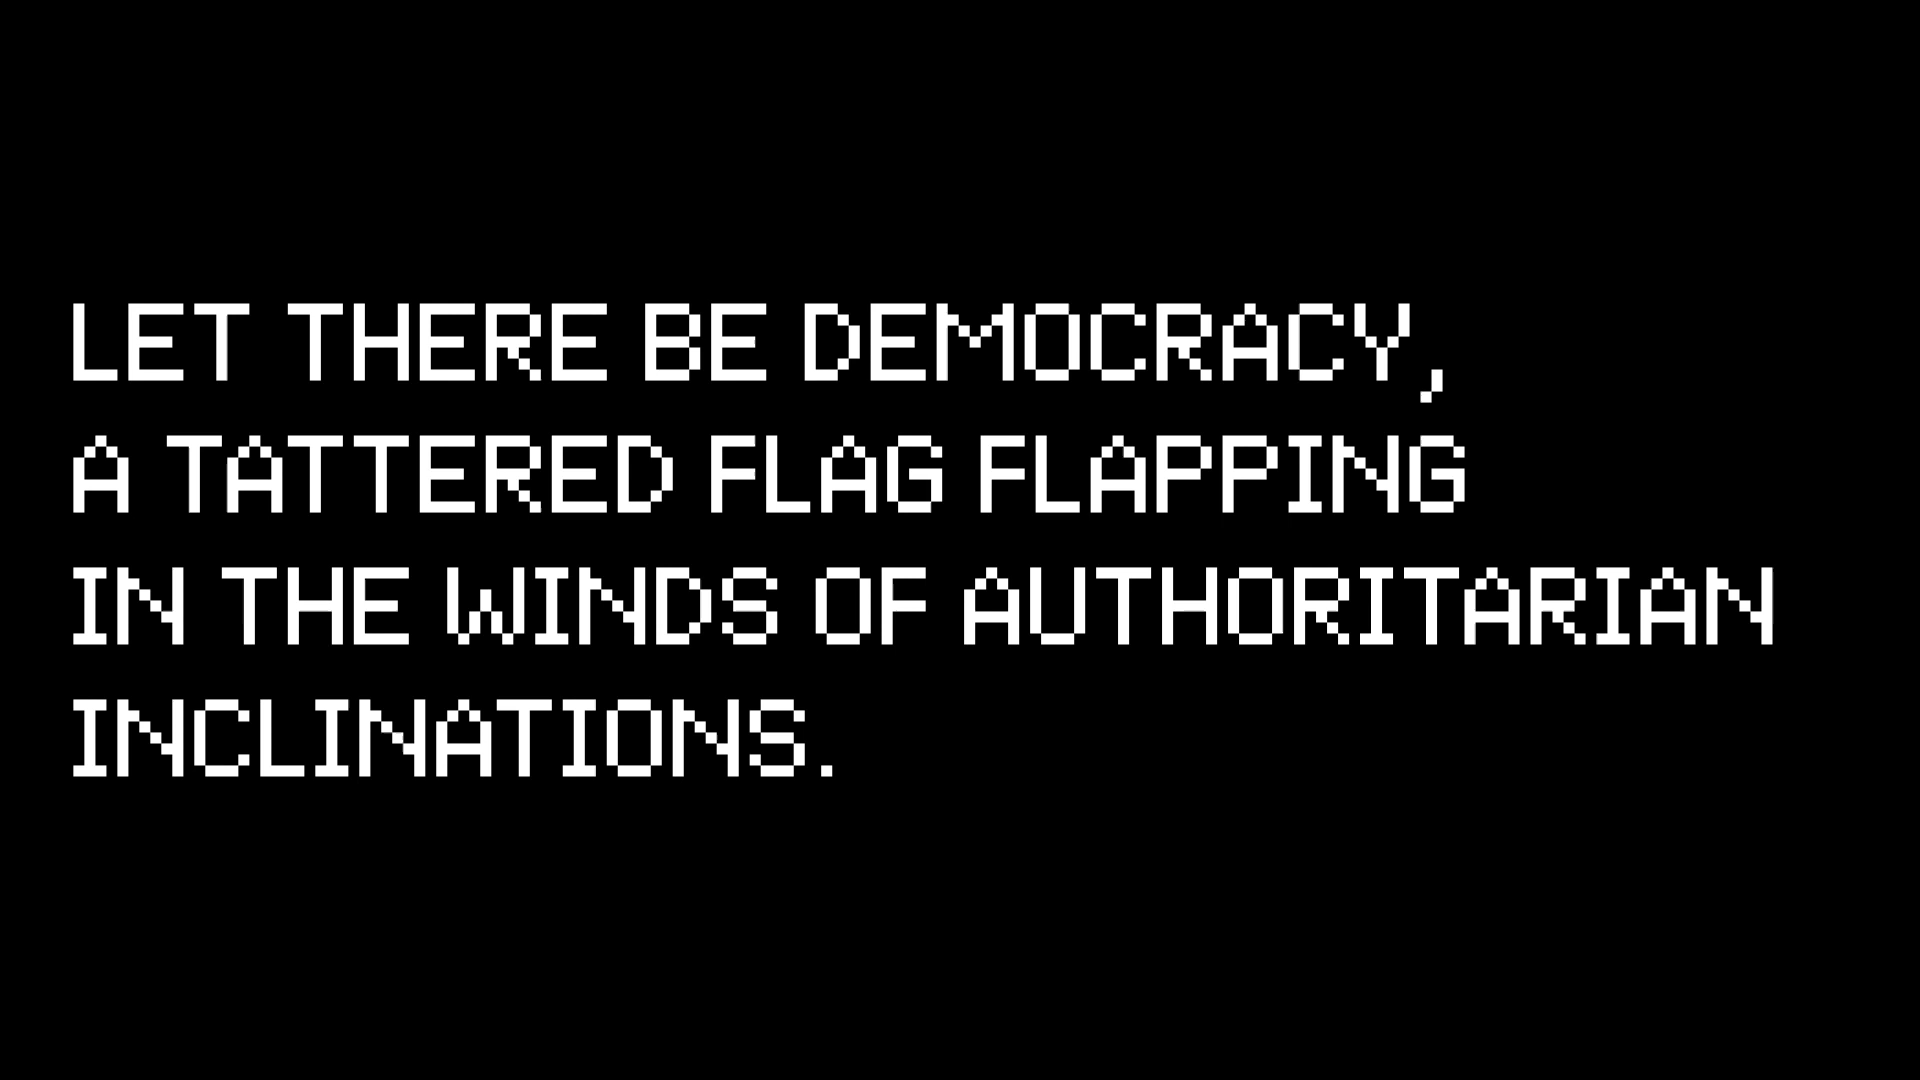 LET THERE BE DEMOCRACY,
A TATTERED FLAG FLAPPING
IN THE WINDS OF AUTHORITARIAN
INCLINATIONS.